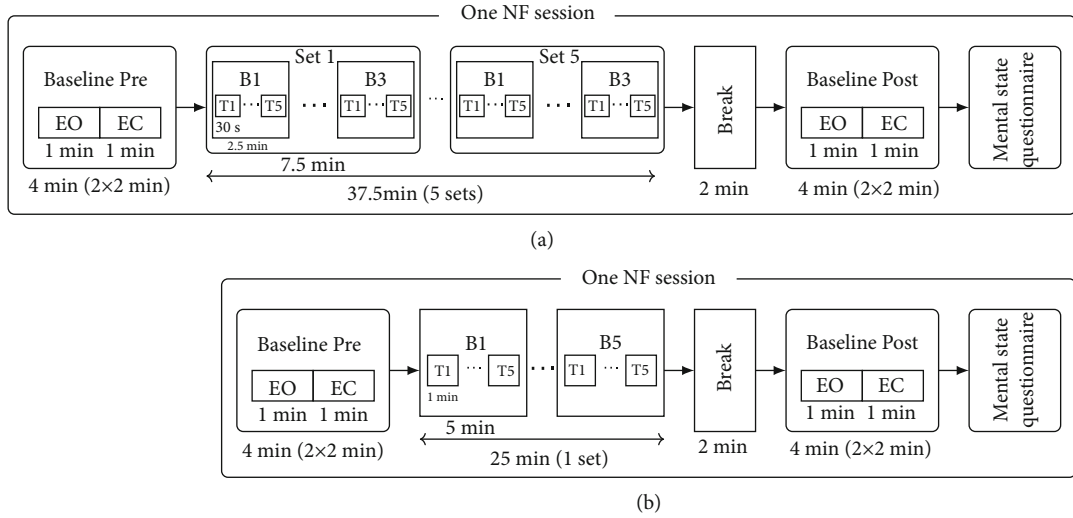 One NF session
Baseline Pre
EO EC
1 min 1 min
4 min (2×2 min)
Set 1
B1
T1 ··· T5
30 s
2.5 min
···
B3
T1 ··· T5
7.5 min
···
Set 5
B1
T1 ··· T5
···
B3
T1 ··· T5
37.5min (5 sets)
Break
2 min
Baseline Post
EO EC
1 min 1 min
4 min (2×2 min)
Mental state
questionnaire
(a)
One NF session
Baseline Pre
EO EC
1 min 1 min
4 min (2×2 min)
B1
T1 ··· T5
1 min
5 min
···
B5
T1 ··· T5
25 min (1 set)
Break
2 min
Baseline Post
EO EC
1 min 1 min
4 min (2×2 min)
Mental state
questionnaire
(b)